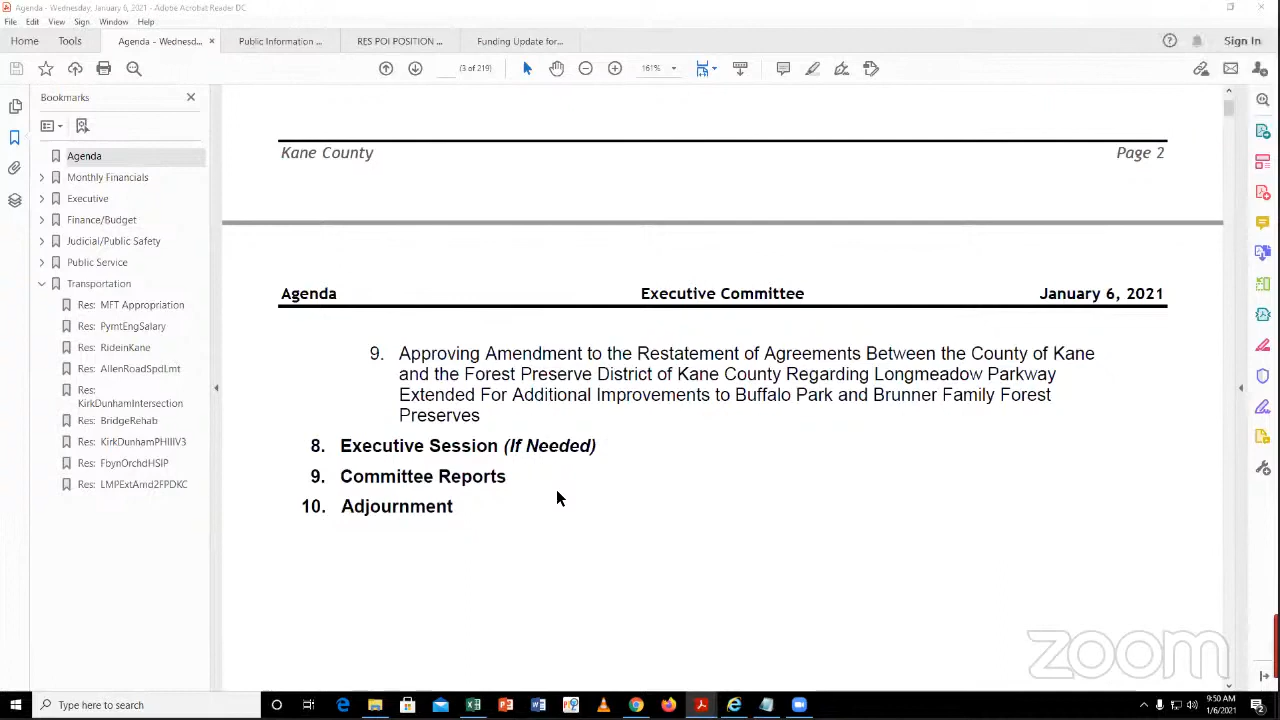 Agenda - Wednesday, January 6, 2021 - Adobe Acrobat Reader DC
File Edit View Sign Window Help
Home Tools Agenda - Wednesd... × Public Information ... RES POI POSITION ... Funding Update for... Sign In
(3 of 219) 161%
Bookmarks
Agenda
Monthly Financials
Executive
Finance/Budget
Judicial/Public Safety
Public Service
Transportation
Res: MFT Appropriation
Res: PymtEngSalary
Res: RideinKane
Res: AllenRoadSpdLmt
Res:
KirkDunhamIntersection
Res: BridgeRehab
Res: KirkDunhamPHIIIV3
Res: FbynOrchdHSIP
Res: LMPExtAmd2FPDKC
Kane County Page 2
Agenda Executive Committee January 6, 2021
9. Approving Amendment to the Restatement of Agreements Between the County of Kane
and the Forest Preserve District of Kane County Regarding Longmeadow Parkway
Extended For Additional Improvements to Buffalo Park and Brunner Family Forest
Preserves
8. Executive Session (If Needed)
9. Committee Reports
10. Adjournment
zoom
Type here to search
9:50 AM
1/6/2021